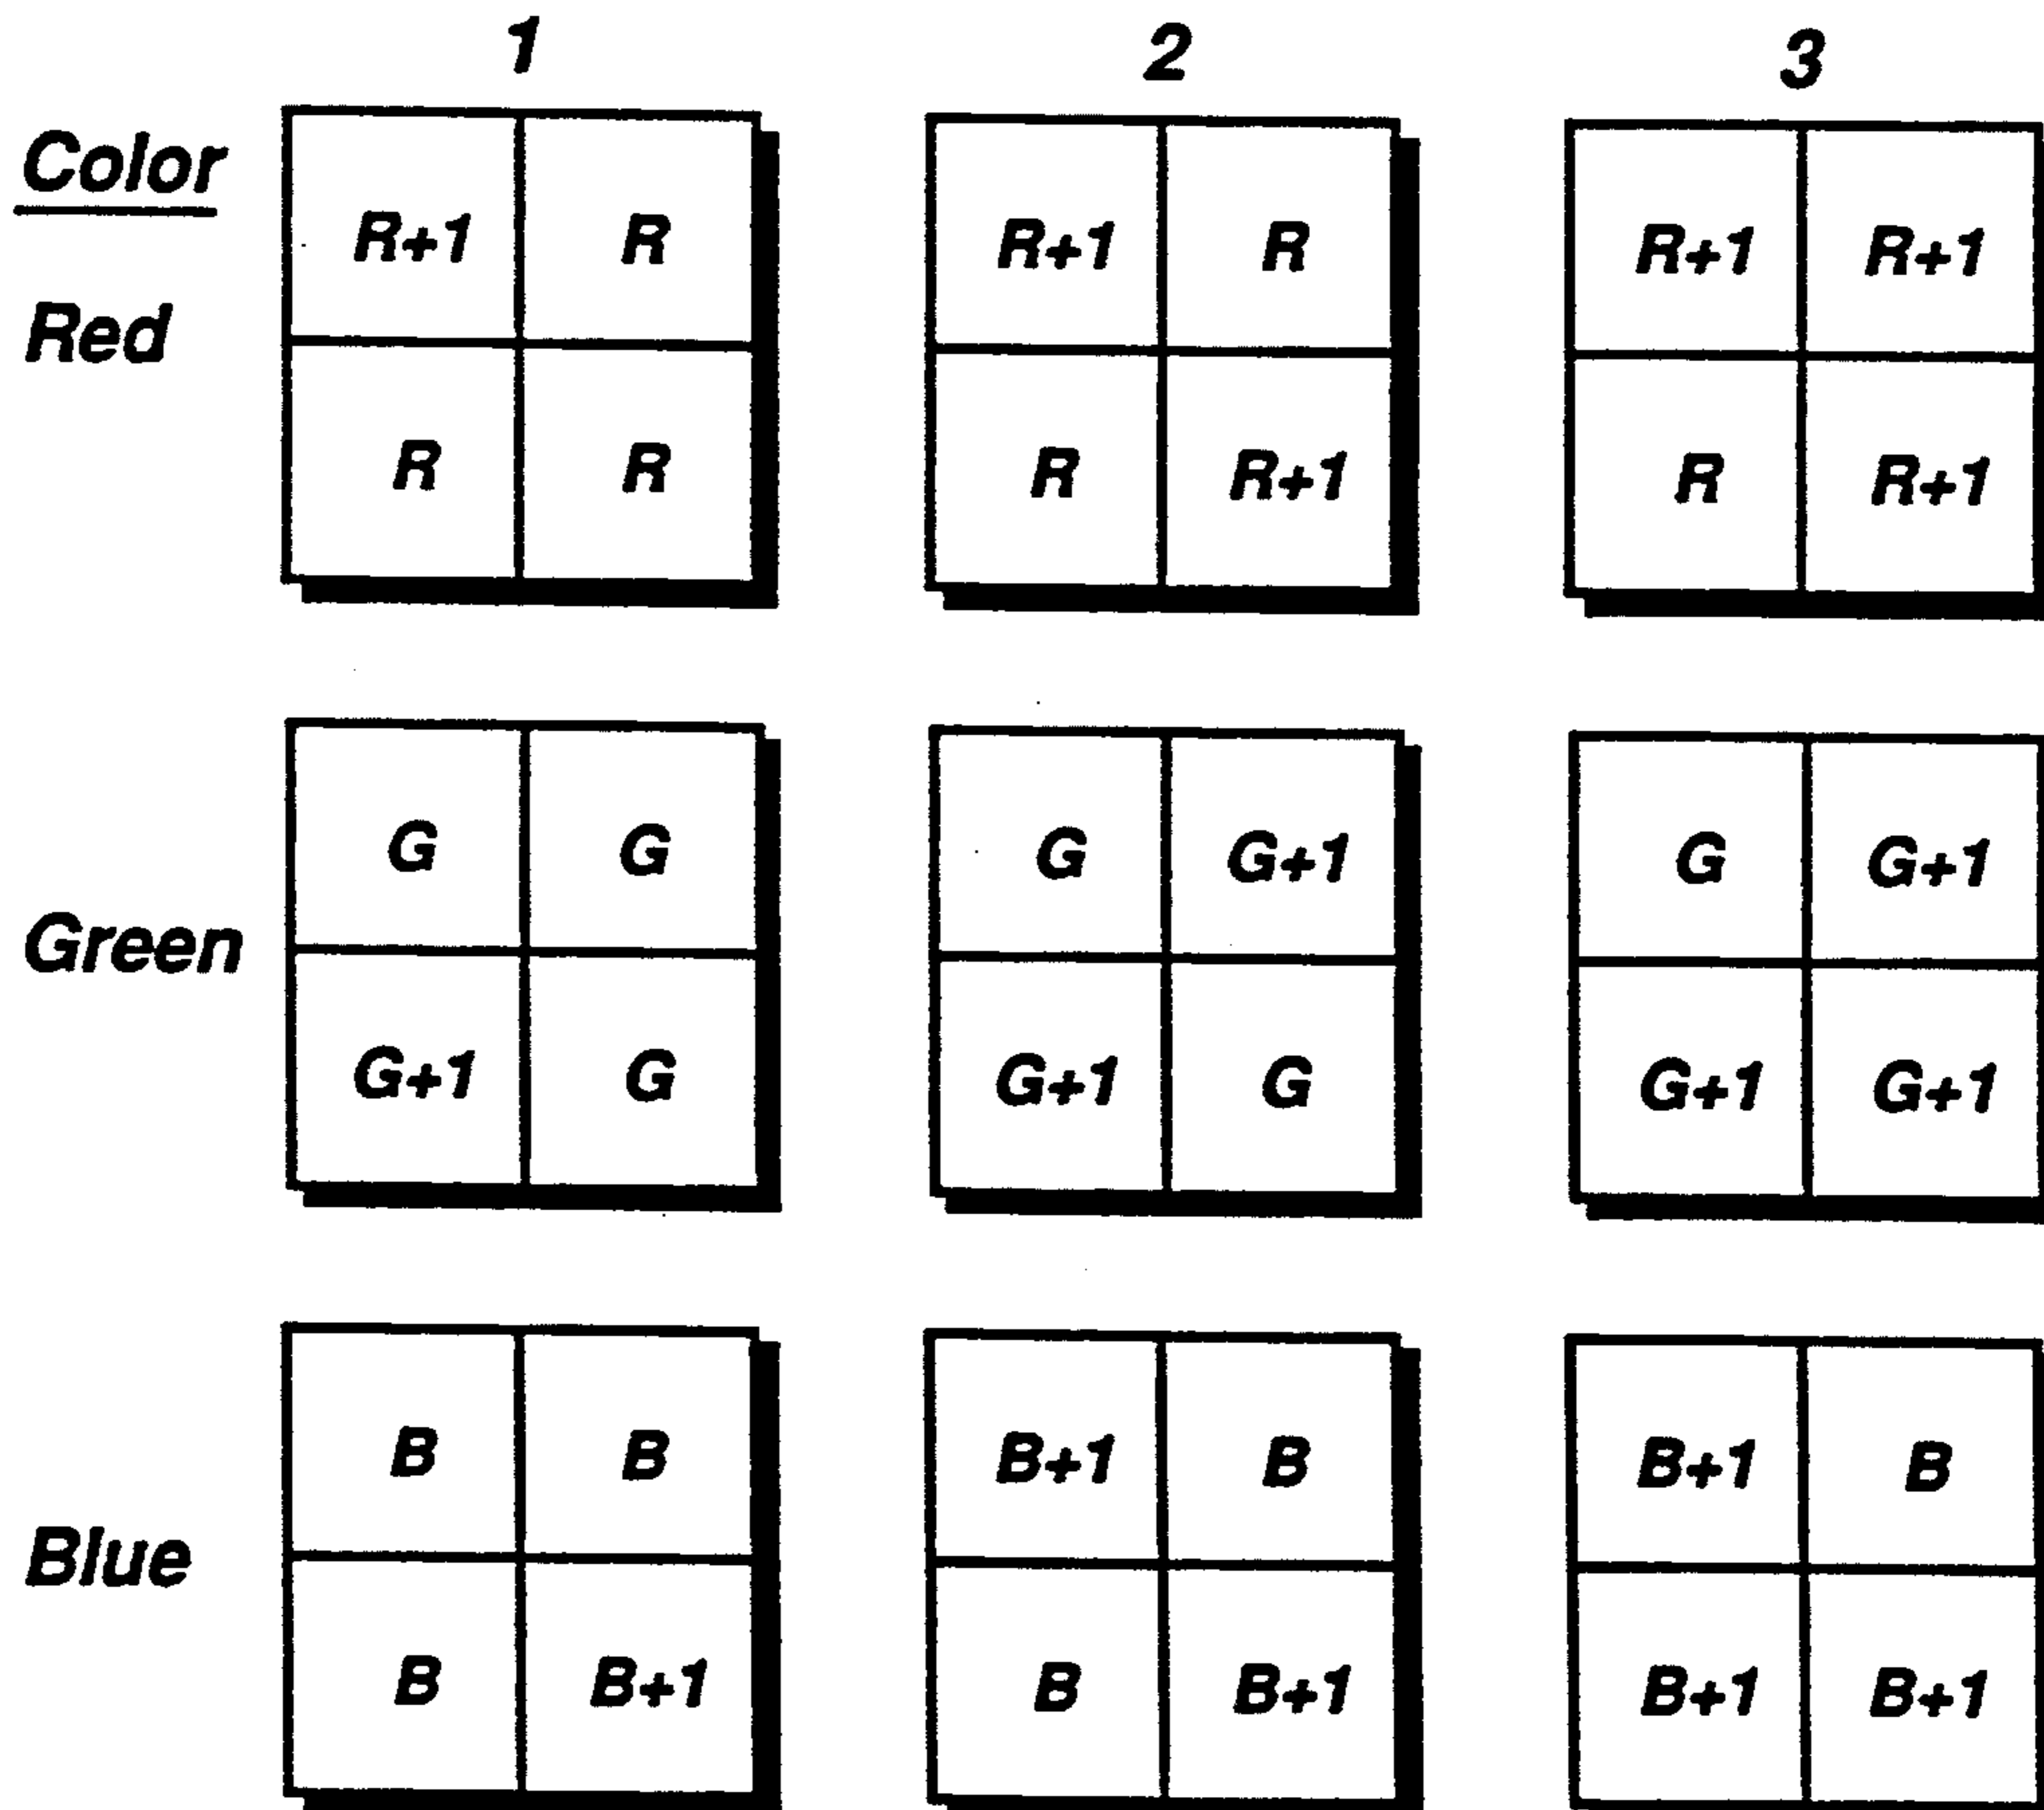 1 2 3
Color
R+1 R R+1 R R+1 R+1
Red
R R R R+1 R R+1
G G G G+1 G G+1
Green
G+1 G G+1 G G+1 G+1
B B B+1 B B+1 B
Blue
B B+1 B B+1 B+1 B+1